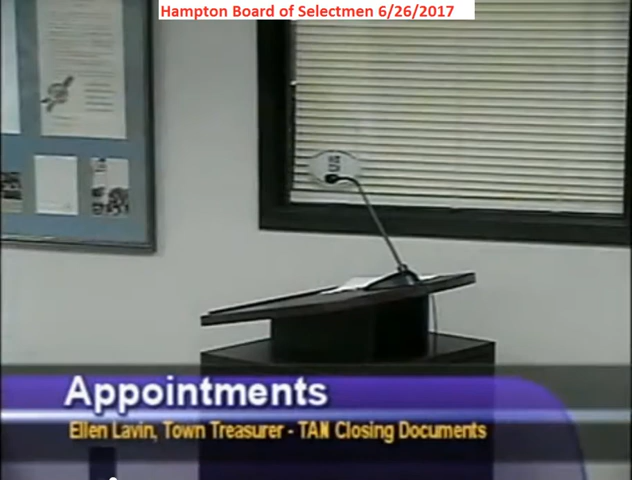 Hampton Board of Selectmen 6/26/2017
Appointments
Ellen Lavin, Town Treasurer - TAN Closing Documents